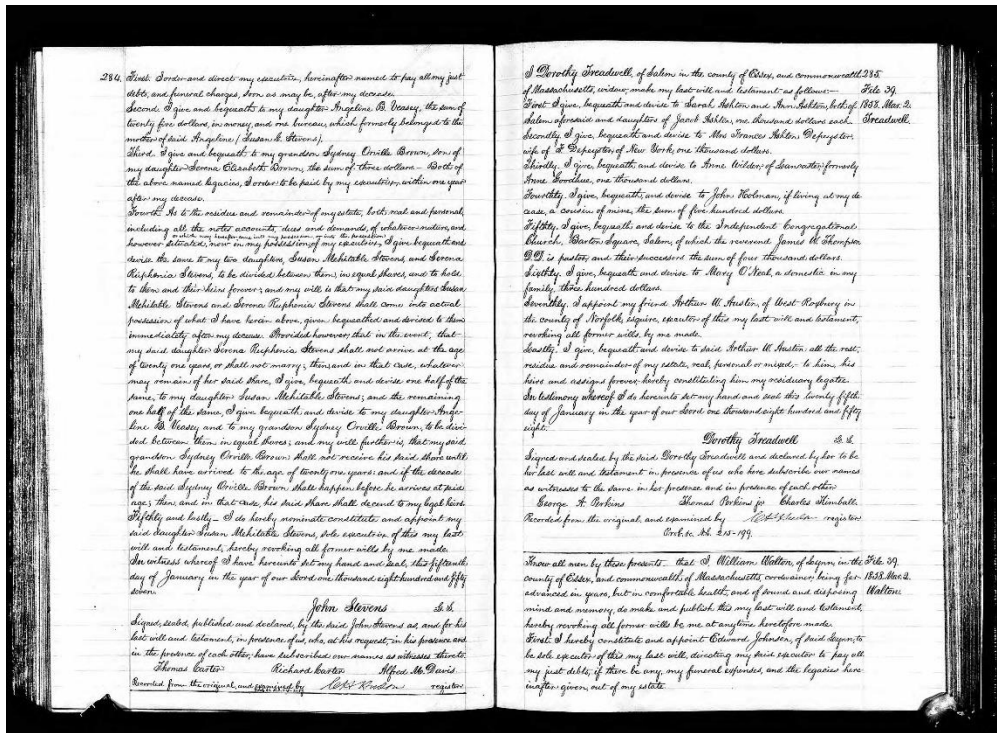 284.
First. I order and direct my executrix, hereinafter named to pay all my just
debts, and funeral charges, soon as may be, after my decease.
Second I give and bequeath to my daughter Angeline B. Veasey, the sum of
twenty five dollars, in money, and one bureau, which formerly belonged to the
mother of said Angeline (Susan G. Stevens).
Third. I give and bequeath to my grandson Sydney Orville Brown, son of
my daughter Serena Elizabeth Brown, the sum of three dollars – Both of
the above named legacies, I order to be paid by my executrix, within one year
after my decease.
Fourth As to the residue and remainder of my estate, both real and personal,
including all the notes accounts, dues and demands, of whatever nature, and
or which may hereafter come into my possession or into the possession
however situated, now in my possession of my executrix, I give bequeath and
devise the same to my two daughters, Susan Mehitable Stevens, and Serena
Ruphenia Stevens, to be divided between them, in equal shares, and to hold
to them and their heirs forever; and my will is that my said daughters Susan
Mehitable Stevens and Serena Ruphenia Stevens shall come into actual
possession of what I have herein above, given bequeathed and devised to them
immediately after my decease. Provided however, that in the event, that
my said daughter Serena Ruphenia Stevens shall not arrive at the age
of twenty one years, or shall not marry; then, and in that case, whatever
may remain of her said share, I give, bequeath and devise one half of the
same, to my daughter Susan Mehitable Stevens; and the remaining
one half of the same, I give bequeath and devise to my daughter Ange-
line B. Veasey and to my grandson Sydney Orville Brown, to be divi-
ded between them in equal shares; and my will further is, that my said
grandson Sydney Orville Brown shall not receive his said share until
he shall have arrived to the age of twenty one years: and if the decease
of the said Sydney Orville Brown shall happen before he arrives at said
age; then and in that case, his said share shall decend to my legal heirs.
Fifthly and lastly – I do hereby nominate constitute and appoint my
said daughter Susan Mehitable Stevens, sole executrix of this my last
will and testament, hereby revoking all former wills by me made.
In witness whereof I have hereunto set my hand and seal, this fifteenth
day of January in the year of our Lord one thousand eight hundred and fifty
seven.
John Stevens L.S.
Signed, sealed, published and declared, by the said John Stevens as, and for his
last will and testament, in presence of us, who, at his request, in his presence and
in the presence of each other, have subscribed our names as witnesses thereto.
Thomas Carter Richard Carter Alfred M. Davis
Recorded from the original, and examined by register
I Dorothy Treadwell, of Salem in the county of Essex, and commonwealth 285.
of Massachusetts, widow, make my last will and testament as follows:– File 39.
First I give, bequeath and devise to Sarah Ashton and Ann Ashton, both of 1858. Mar. 2.
Salem aforesaid and daughters of Jacob Ashton, one thousand dollars each. Treadwell.
Secondly I give, bequeath and devise to Mrs Frances Ashton Depeyster
wife of F. Depeyster, of New York, one thousand dollars.
Thirdly, I give, bequeath, and devise to Anne Wilder, of Lancaster, formerly
Anne Goodhue, one thousand dollars.
Fourthly. I give, bequeath, and devise to John Holman, if living at my de-
cease, a cousin of mine, the sum of five hundred dollars.
Fifthly. I give, bequeath and devise to the Independent Congregational
Church, Barton Square, Salem, of which the reverend James W. Thompson
D.D. is pastor, and their successors the sum of four thousand dollars.
Sixthly. I give, bequeath and devise to Mary O'Neal, a domestic in my
family, three hundred dollars.
Seventhly. I appoint my friend Arthur W. Austin, of West Roxbury in
the county of Norfolk, esquire, executor of this my last will and testament,
revoking all former wills, by me made.
Lastly. I give, bequeath and devise to said Arthur W. Austin all the rest,
residue and remainder of my estate, real, personal or mixed, – to him, his
heirs and assigns forever, hereby constituting him my residuary legatee.
In testimony whereof I do hereunto set my hand and seal this twenty fifth
day of January in the year of our Lord one thousand eight hundred and fifty
eight.
Dorothy Treadwell L.S.
Signed and sealed by the said Dorothy Treadwell and declared by her to be
her last will and testament in presence of us who have subscribe our names
as witnesses to the same in her presence and in presence of each other.
George A. Perkins Thomas Perkins jr Charles Kimball.
Recorded from the original, and examined by register
Prob. &c. No. 215-199.
Know all men by these presents that I, William Walton, of Lynn, in the File 39.
county of Essex, and commonwealth of Massachusetts, cordwainer, being far 1858. Mar. 2.
advanced in years, but in comfortable health, and of sound and disposing Walton.
mind and memory, do make and publish this my last will and testament,
hereby revoking all former wills be me at anytime heretofore made.
First. I hereby constitute and appoint Edward Johnson, of said Lynn, to
be sole executor of this my last will, directing my said executor to pay all
my just debts, if there be any, my funeral expenses, and the legacies here
inafter given, out of my estate